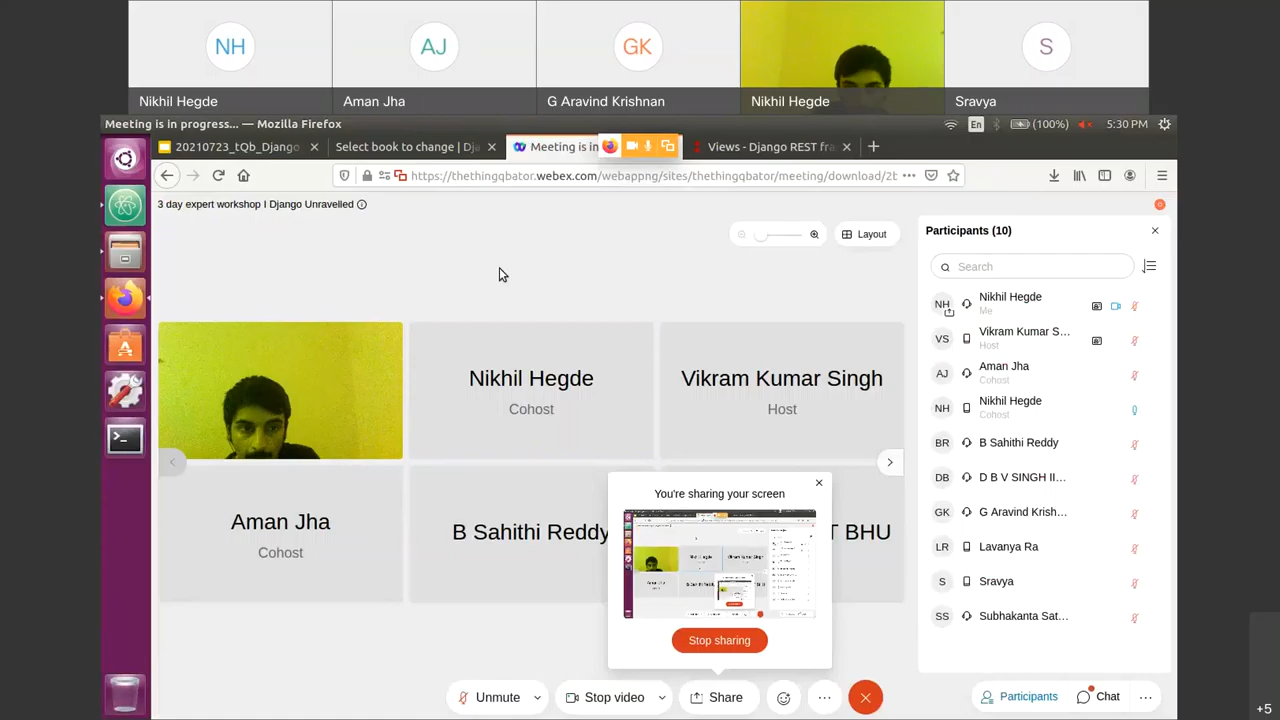 NH
AJ
GK
S
Nikhil Hegde
Aman Jha
G Aravind Krishnan
Nikhil Hegde
Sravya
Meeting is in progress... — Mozilla Firefox
En
(100%)
5:30 PM
20210723_tQb_Django
Select book to change | Dja
Meeting is in
Views - Django REST fra
https://thethingqbator.webex.com/webappng/sites/thethingqbator/meeting/download/2b
3 day expert workshop I Django Unravelled
Layout
Participants (10)
Search
NH
Nikhil Hegde
Me
VS
Vikram Kumar S...
Host
AJ
Aman Jha
Cohost
NH
Nikhil Hegde
Cohost
BR
B Sahithi Reddy
DB
D B V SINGH II...
GK
G Aravind Krish...
LR
Lavanya Ra
S
Sravya
SS
Subhakanta Sat...
Nikhil Hegde
Cohost
Vikram Kumar Singh
Host
Aman Jha
Cohost
B Sahithi Reddy
T BHU
You're sharing your screen
Stop sharing
Unmute
Stop video
Share
Participants
Chat
+5